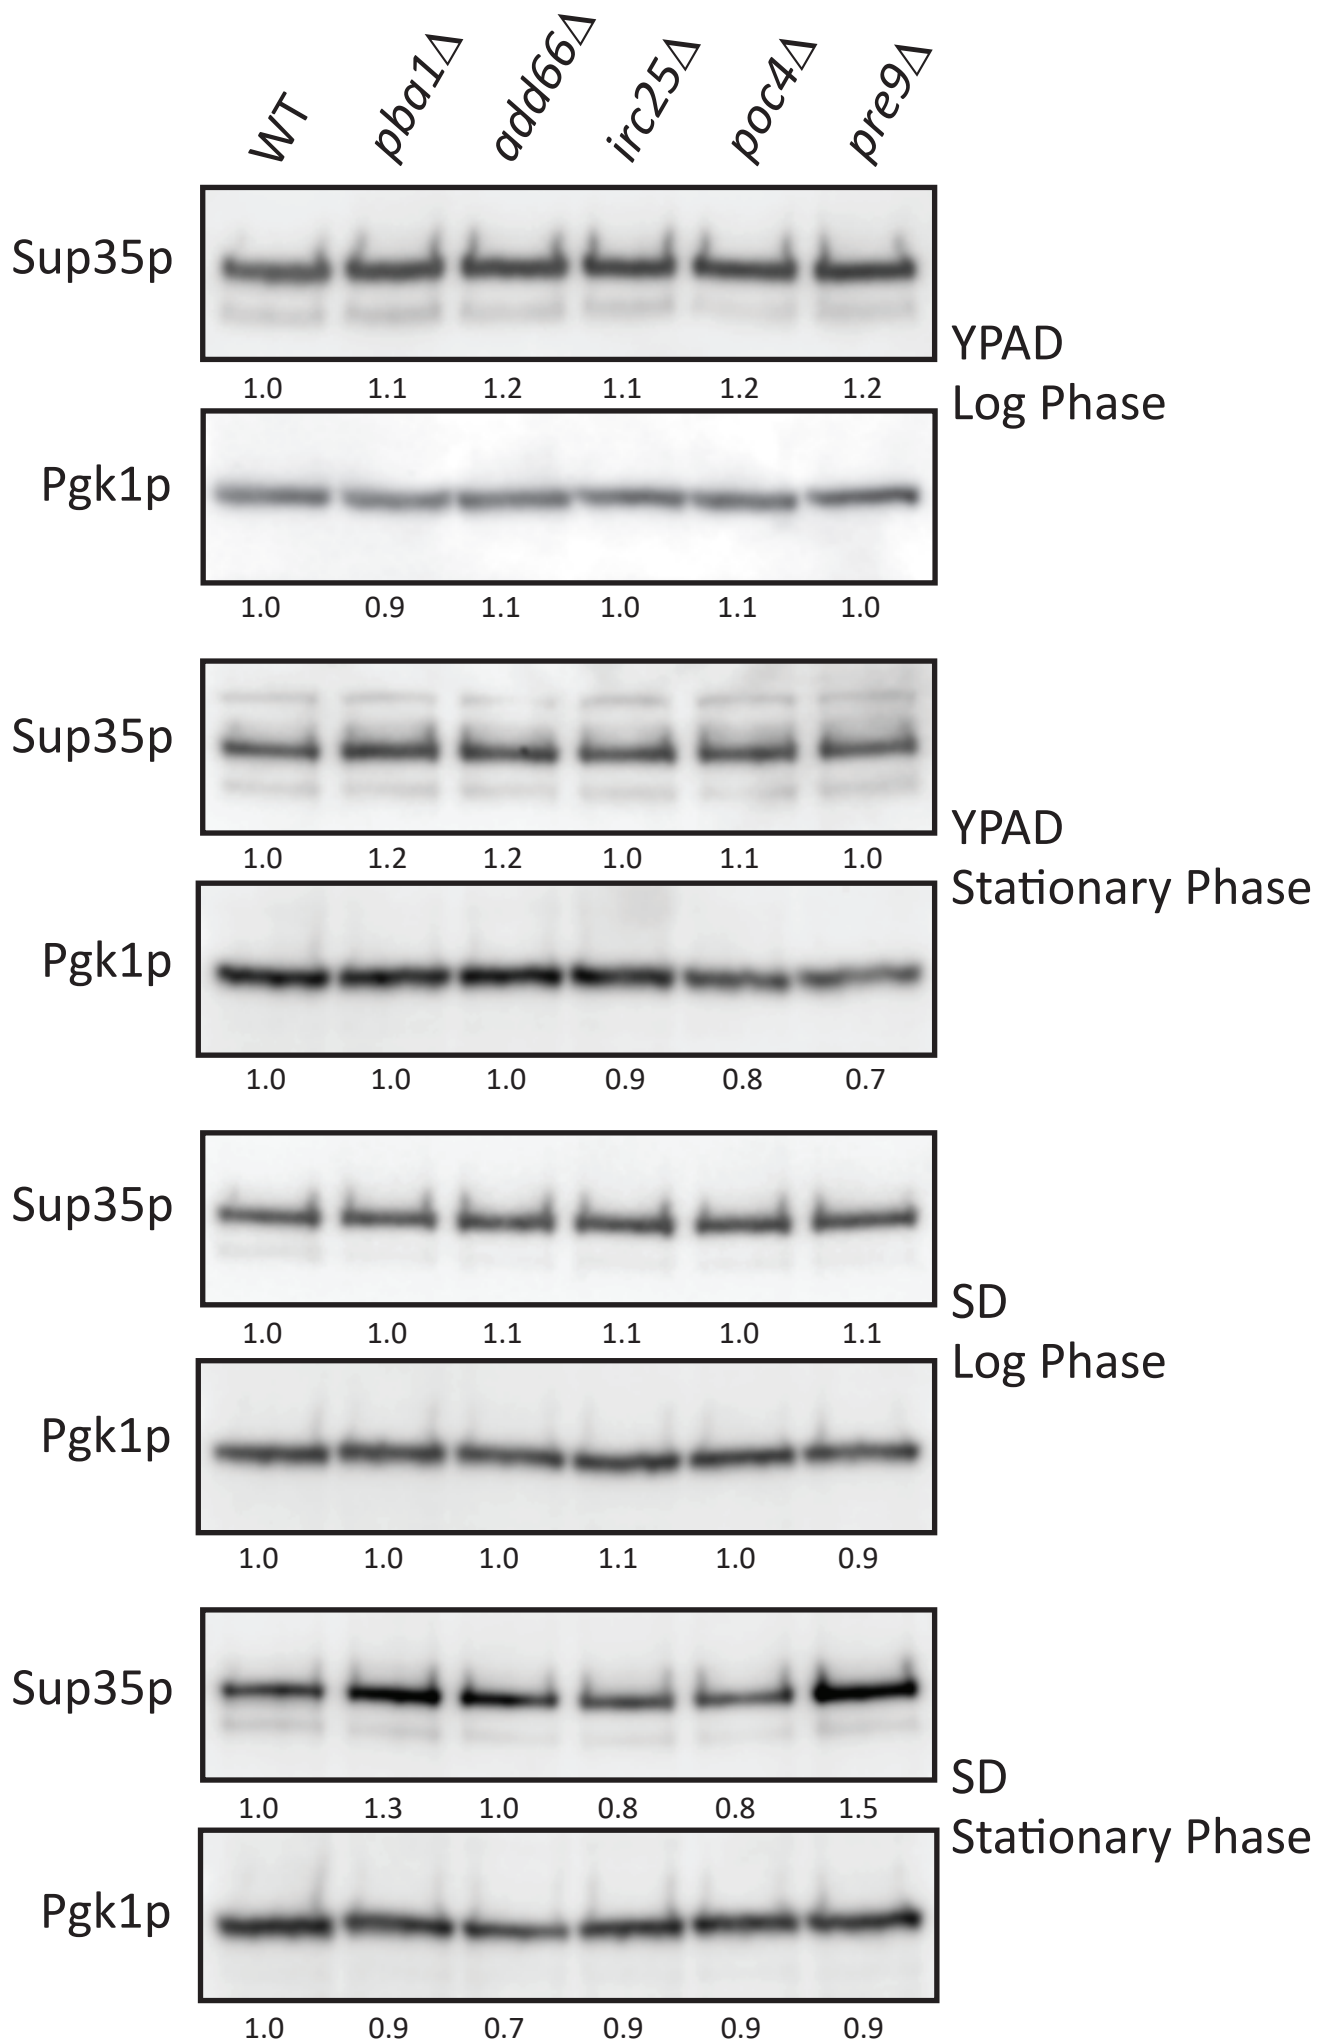 WT pba1Δ add66Δ irc25Δ poc4Δ pre9Δ
Sup35p
1.0 1.1 1.2 1.1 1.2 1.2
YPAD
Log Phase
Pgk1p
1.0 0.9 1.1 1.0 1.1 1.0
Sup35p
1.0 1.2 1.2 1.0 1.1 1.0
YPAD
Stationary Phase
Pgk1p
1.0 1.0 1.0 0.9 0.8 0.7
Sup35p
1.0 1.0 1.1 1.1 1.0 1.1
SD
Log Phase
Pgk1p
1.0 1.0 1.0 1.1 1.0 0.9
Sup35p
1.0 1.3 1.0 0.8 0.8 1.5
SD
Stationary Phase
Pgk1p
1.0 0.9 0.7 0.9 0.9 0.9